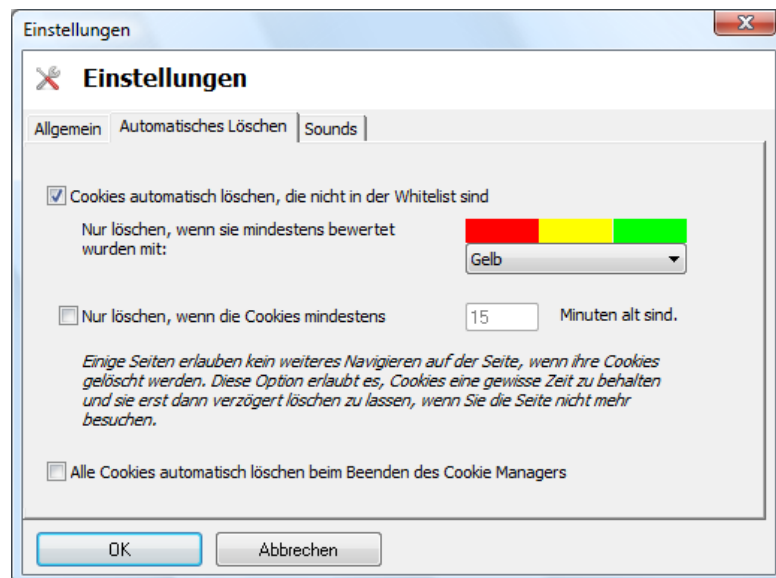 Einstellungen
Einstellungen
Allgemein Automatisches Löschen Sounds
Cookies automatisch löschen, die nicht in der Whitelist sind
Nur löschen, wenn sie mindestens bewertet
wurden mit:
Gelb
Nur löschen, wenn die Cookies mindestens 15 Minuten alt sind.
Einige Seiten erlauben kein weiteres Navigieren auf der Seite, wenn ihre Cookies
gelöscht werden. Diese Option erlaubt es, Cookies eine gewisse Zeit zu behalten
und sie erst dann verzögert löschen zu lassen, wenn Sie die Seite nicht mehr
besuchen.
Alle Cookies automatisch löschen beim Beenden des Cookie Managers
OK Abbrechen